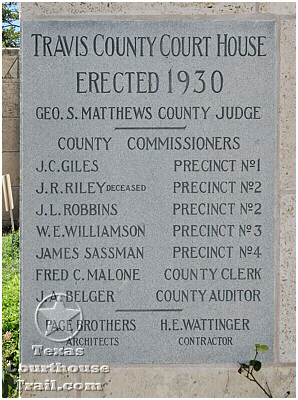 TRAVIS COUNTY COURT HOUSE
ERECTED 1930
GEO. S. MATTHEWS COUNTY JUDGE
COUNTY COMMISSIONERS
J.C. GILES PRECINCT Nº1
J.R. RILEY DECEASED PRECINCT Nº2
J.L. ROBBINS PRECINCT Nº2
W.E. WILLIAMSON PRECINCT Nº3
JAMES SASSMAN PRECINCT Nº4
FRED C. MALONE COUNTY CLERK
J.A. BELGER COUNTY AUDITOR
PAGE BROTHERS H.E. WATTINGER
ARCHITECTS CONTRACTOR
Texas
Courthouse
Trail.com